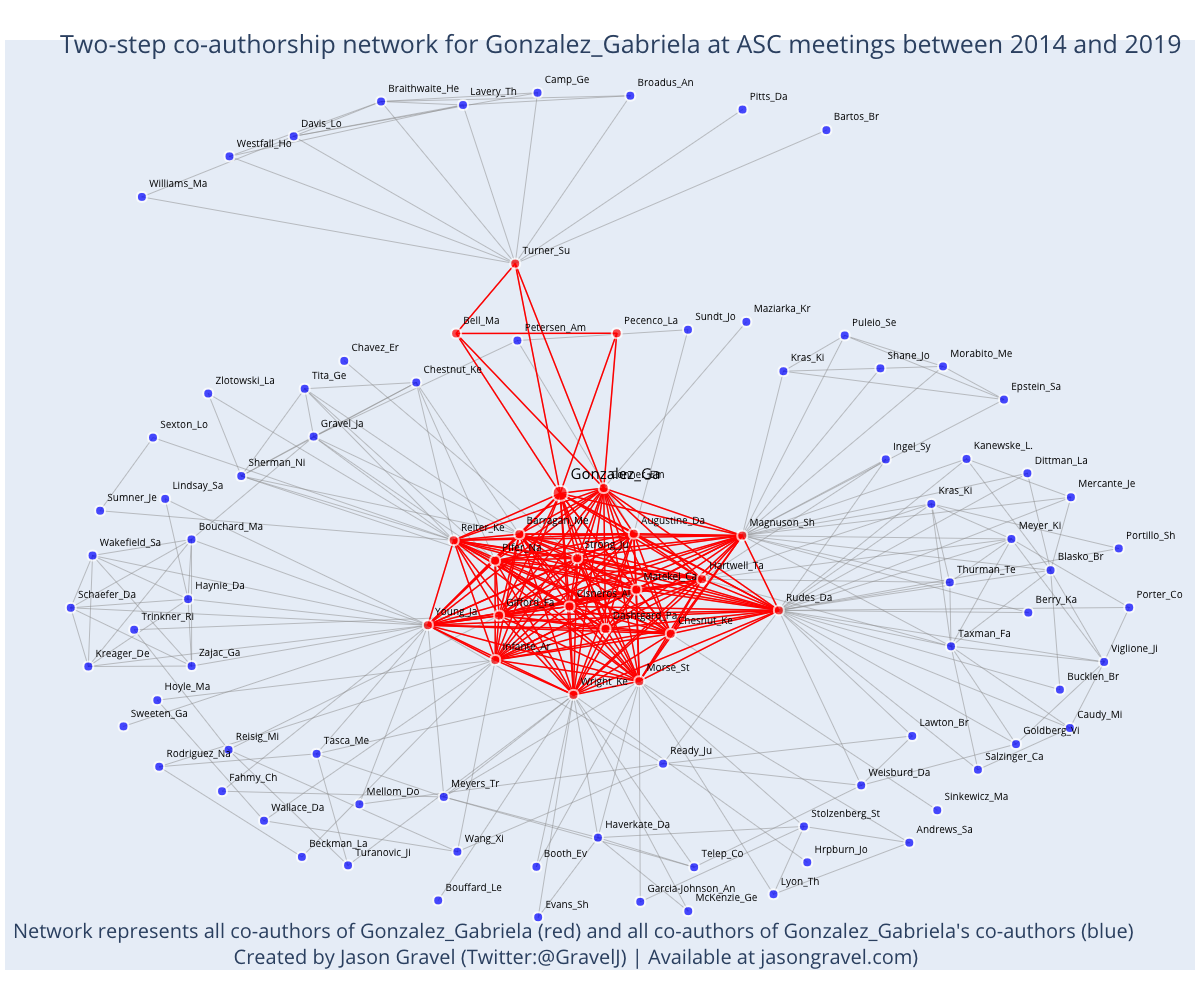 Two-step co-authorship network for Gonzalez_Gabriela at ASC meetings between 2014 and 2019
Camp_Ge
Braithwaite_He
Lavery_Th
Broadus_An
Pitts_Da
Bartos_Br
Davis_Lo
Westfall_Ho
Williams_Ma
Turner_Su
Maziarka_Kr
Sundt_Jo
Bell_Ma
Pecenco_La
Petersen_Am
Puleio_Se
Chavez_Er
Kras_Ki
Shane_Jo
Morabito_Me
Chestnut_Ke
Tita_Ge
Zlotowski_La
Epstein_Sa
Gravel_Ja
Sexton_Lo
Ingel_Sy
Kanewske_L.
Sherman_Ni
Gonzalez_Ga
Dittman_La
Lindsay_Sa
Mercante_Je
Kras_Ki
Sumner_Je
Bouchard_Ma
Reiter_Ke
Barragan_Me
Augustine_Da
Magnuson_Sh
Meyer_Ki
Portillo_Sh
Wakefield_Sa
Strong_Ju
Blasko_Br
Hartwell_Ta
Thurman_Te
Haynie_Da
Schaefer_Da
Rudes_Da
Berry_Ka
Porter_Co
Trinkner_Ri
Young_Ja
Chesnut_Ke
Taxman_Fa
Kreager_De
Zajac_Ga
Viglione_Ji
Morse_St
Wright_Ke
Hoyle_Ma
Bucklen_Br
Sweeten_Ga
Caudy_Mi
Reisig_Mi
Tasca_Me
Lawton_Br
Goldberg_Vi
Rodriguez_Na
Ready_Ju
Salzinger_Ca
Fahmy_Ch
Meyers_Tr
Weisburd_Da
Mellom_Do
Wallace_Da
Sinkewicz_Ma
Haverkate_Da
Stolzenberg_St
Andrews_Sa
Beckman_La
Turanovic_Ji
Wang_Xi
Booth_Ev
Telep_Co
Hrpburn_Jo
Bouffard_Le
Evans_Sh
Garcia-Johnson_An
McKenzie_Ge
Lyon_Th
Network represents all co-authors of Gonzalez_Gabriela (red) and all co-authors of Gonzalez_Gabriela's co-authors (blue)
Created by Jason Gravel (Twitter:@GravelJ) | Available at jasongravel.com)